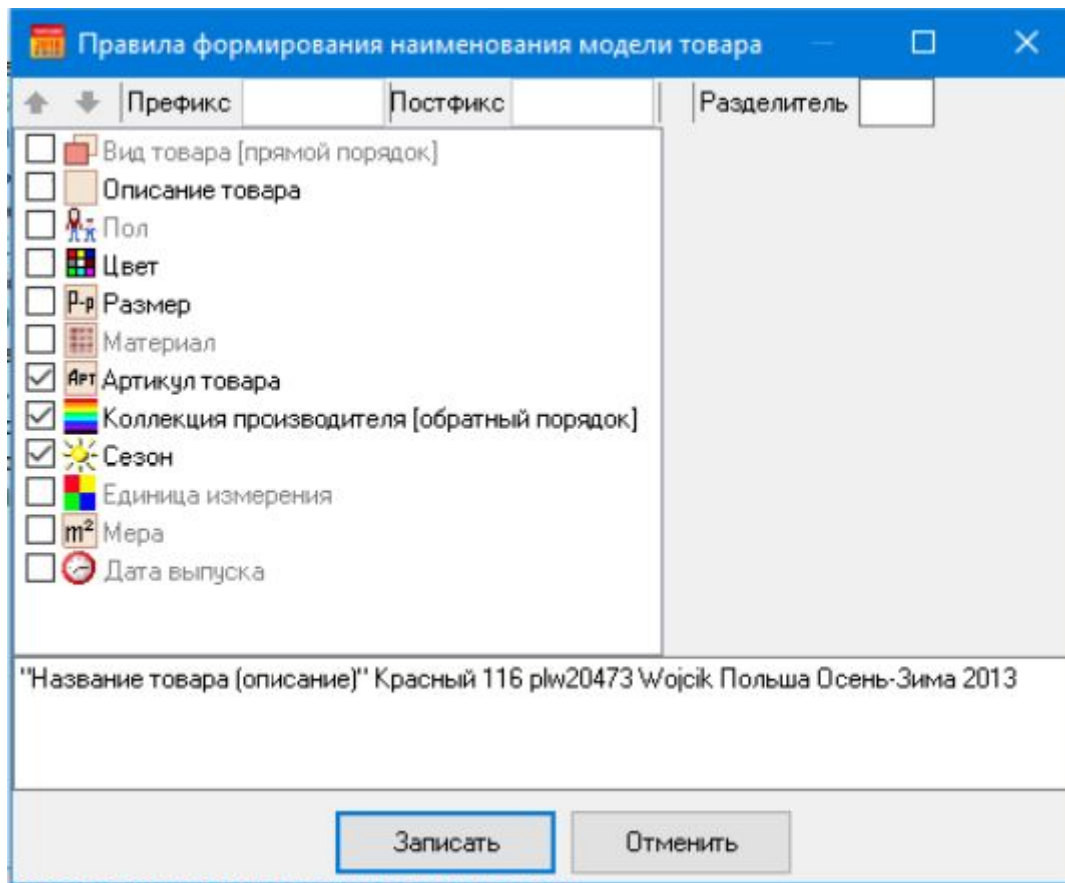 Правила формирования наименования модели товара
Префикс Постфикс Разделитель
Вид товара [прямой порядок]
Описание товара
Пол
Цвет
Р-р Размер
Материал
Арт Артикул товара
Коллекция производителя [обратный порядок]
Сезон
Единица измерения
m² Мера
Дата выпуска
"Название товара (описание)" Красный 116 plw20473 Wojcik Польша Осень-Зима 2013
Записать Отменить